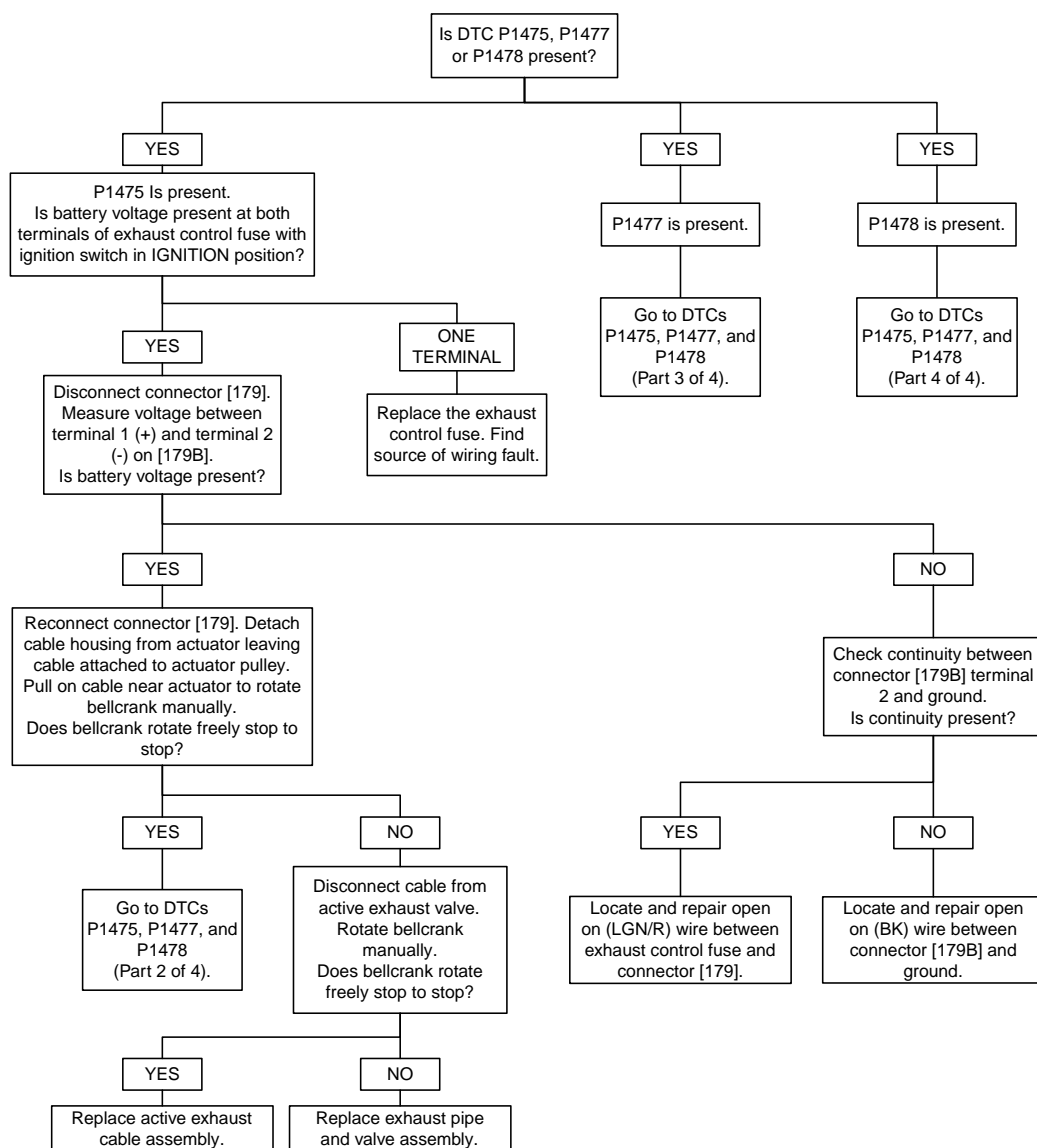 Is DTC P1475, P1477
or P1478 present?
YES
YES
YES
P1475 Is present.
Is battery voltage present at both
terminals of exhaust control fuse with
ignition switch in IGNITION position?
P1477 is present.
P1478 is present.
YES
ONE
TERMINAL
Go to DTCs
P1475, P1477, and
P1478
(Part 3 of 4).
Go to DTCs
P1475, P1477, and
P1478
(Part 4 of 4).
Disconnect connector [179].
Measure voltage between
terminal 1 (+) and terminal 2
(-) on [179B].
Is battery voltage present?
Replace the exhaust
control fuse. Find
source of wiring fault.
YES
NO
Reconnect connector [179]. Detach
cable housing from actuator leaving
cable attached to actuator pulley.
Pull on cable near actuator to rotate
bellcrank manually.
Does bellcrank rotate freely stop to
stop?
Check continuity between
connector [179B] terminal
2 and ground.
Is continuity present?
YES
NO
YES
NO
Go to DTCs
P1475, P1477, and
P1478
(Part 2 of 4).
Disconnect cable from
active exhaust valve.
Rotate bellcrank
manually.
Does bellcrank rotate
freely stop to stop?
Locate and repair open
on (LGN/R) wire between
exhaust control fuse and
connector [179].
Locate and repair open
on (BK) wire between
connector [179B] and
ground.
YES
NO
Replace active exhaust
cable assembly.
Replace exhaust pipe
and valve assembly.